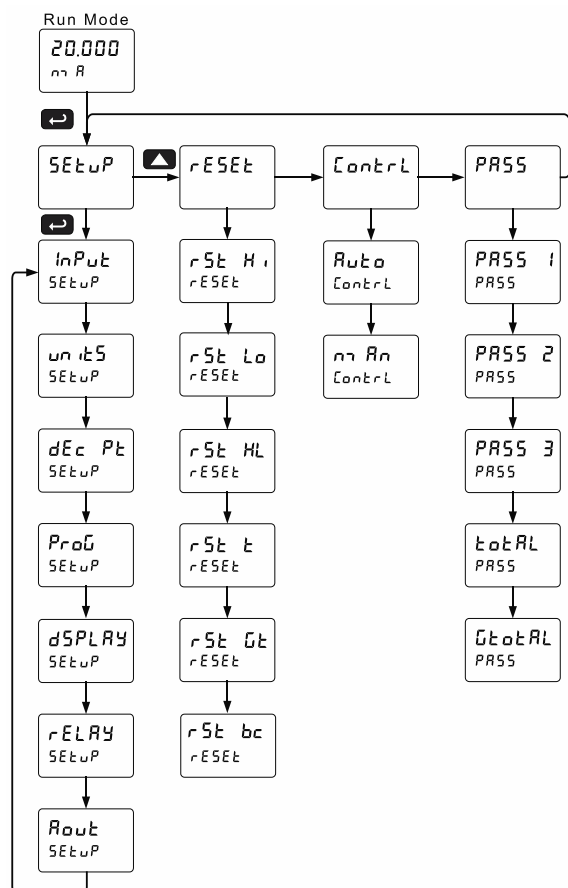 Run Mode
20.000
mA
SEtuP
rESEt
ContrL
PASS
InPut
SEtuP
rSt Hi
rESEt
Auto
ContrL
PASS 1
PASS
unitS
SEtuP
rSt Lo
rESEt
mAn
ContrL
PASS 2
PASS
dEc Pt
SEtuP
rSt HL
rESEt
PASS 3
PASS
ProG
SEtuP
rSt t
rESEt
totAL
PASS
dSPLAY
SEtuP
rSt Gt
rESEt
GtotAL
PASS
rELAY
SEtuP
rSt bc
rESEt
Aout
SEtuP